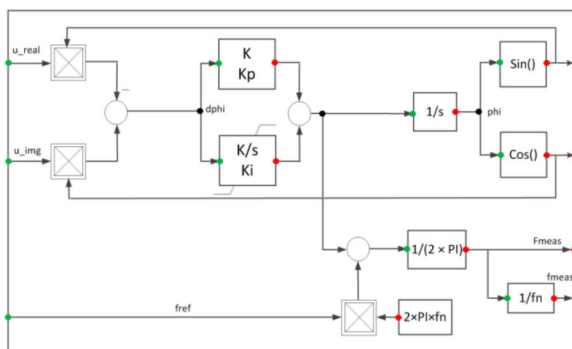 u_real
u_img
–
dphi
K
Kp
K/s
Ki
1/s
phi
Sin()
Cos()
1/(2 × PI)
Fmeas
fmeas
1/fn
fref
2×PI×fn